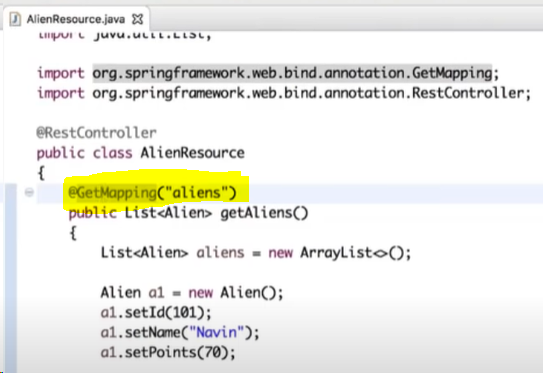 AlienResource.java
import java.util.List;
import org.springframework.web.bind.annotation.GetMapping;
import org.springframework.web.bind.annotation.RestController;
@RestController
public class AlienResource
{
@GetMapping("aliens")
public List<Alien> getAliens()
{
List<Alien> aliens = new ArrayList<>();
Alien a1 = new Alien();
a1.setId(101);
a1.setName("Navin");
a1.setPoints(70);